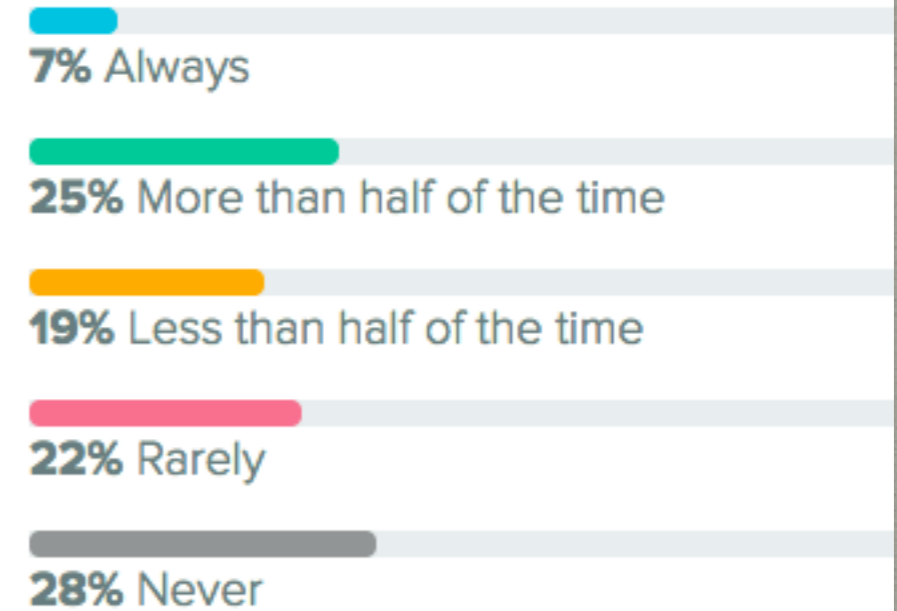 7% Always
25% More than half of the time
19% Less than half of the time
22% Rarely
28% Never